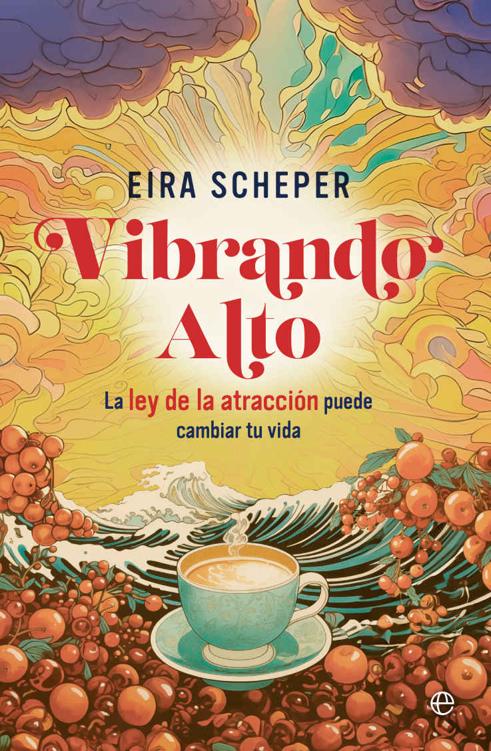 EIRA SCHEPER
Vibrando
Alto
La ley de la atracción puede
cambiar tu vida
e